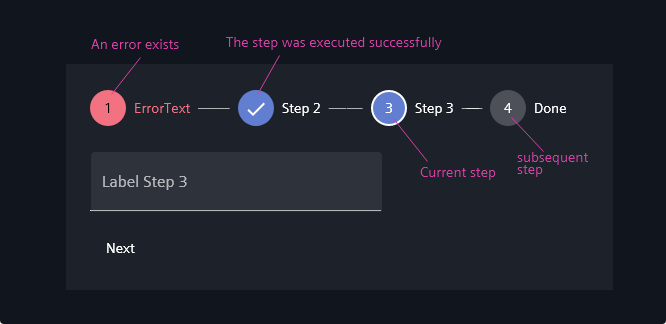 An error exists
The step was executed successfully
1 ErrorText Step 2 3 Step 3 4 Done
Current step
subsequent
step
Label Step 3
Next